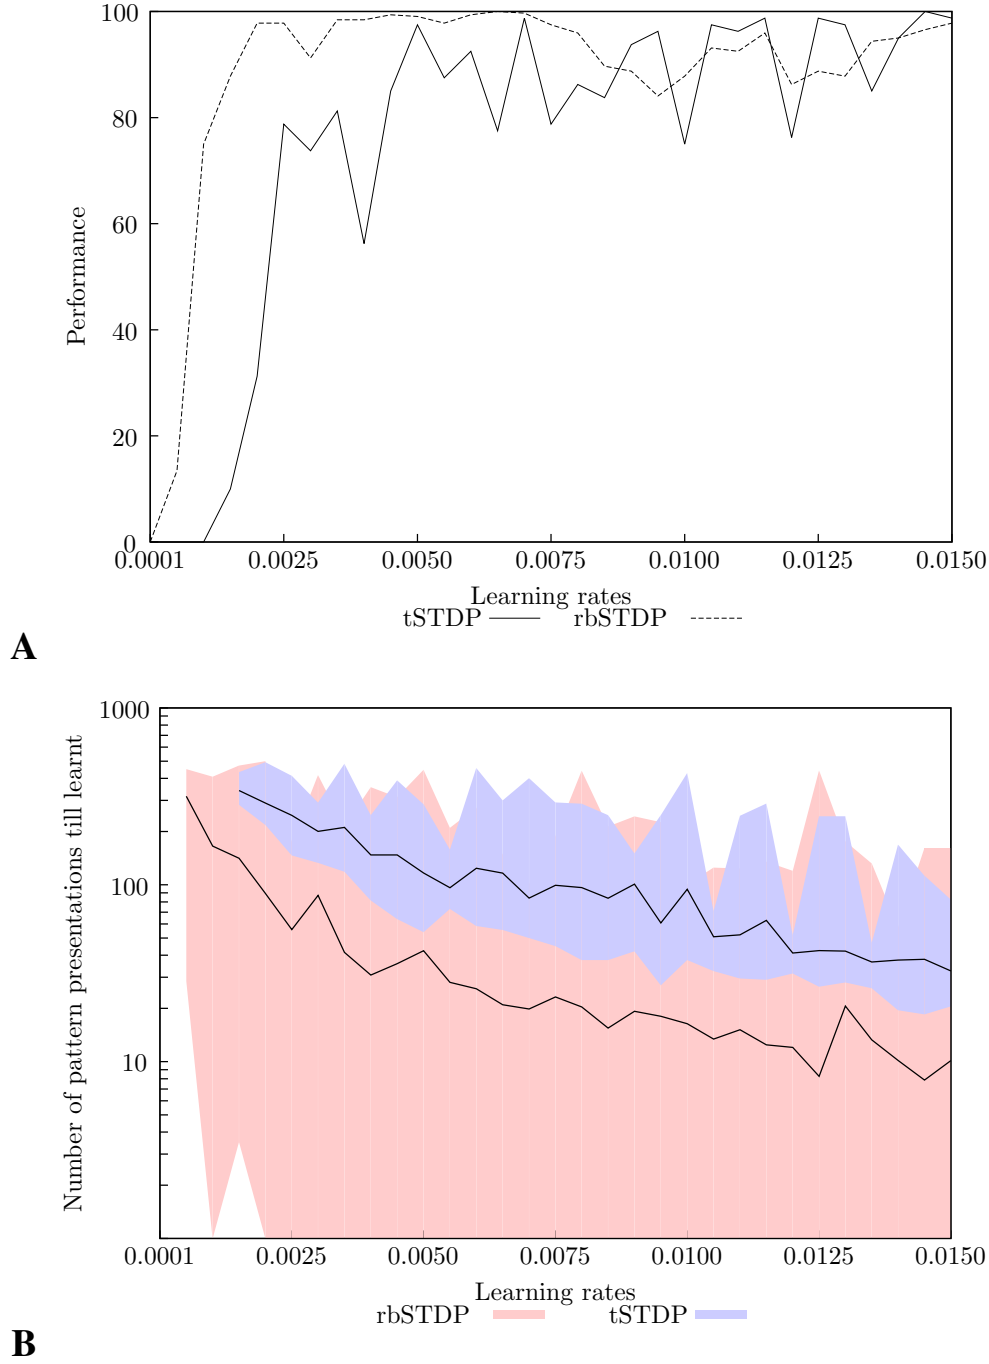 100
80
60
40
20
0
Performance
0.0001 0.0025 0.0050 0.0075 0.0100 0.0125 0.0150
Learning rates
tSTDP rbSTDP
A
1000
100
10
Number of pattern presentations till learnt
0.0001 0.0025 0.0050 0.0075 0.0100 0.0125 0.0150
Learning rates
rbSTDP tSTDP
B